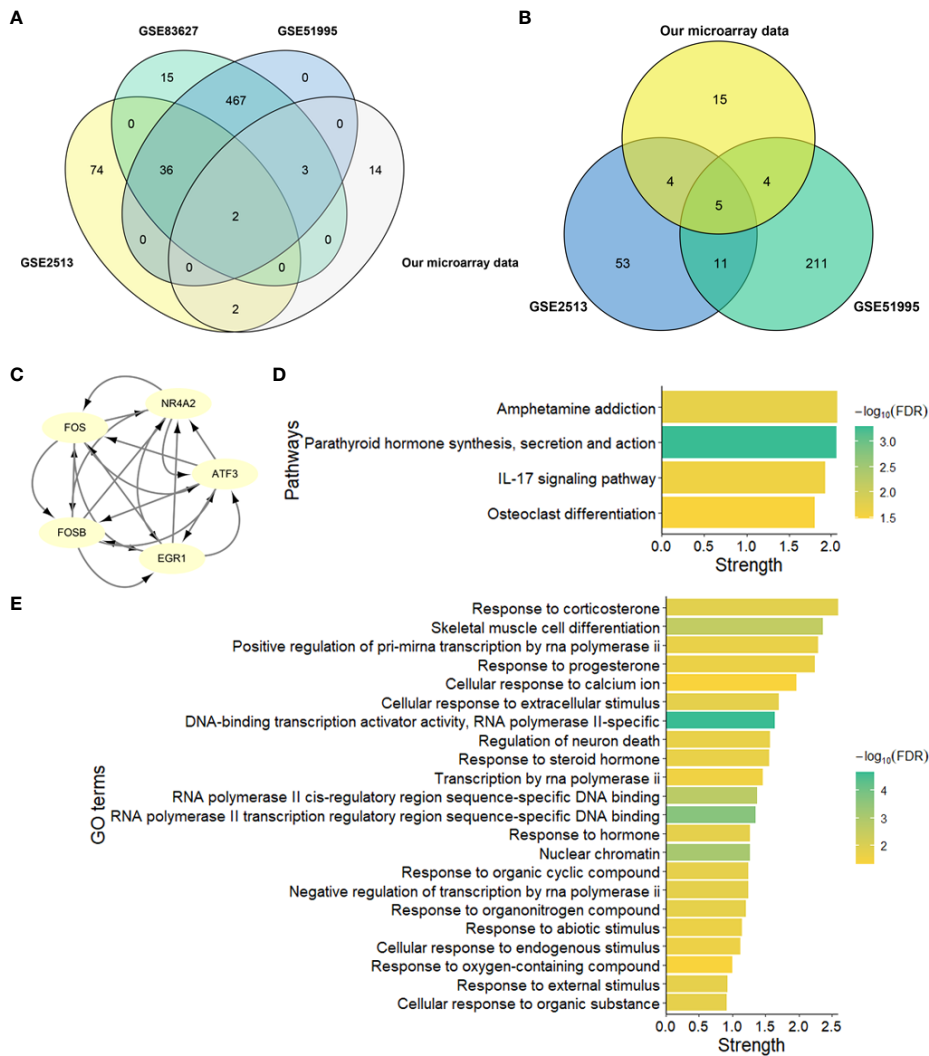 A
GSE83627
GSE51995
15
0
467
0
0
74
36
3
14
2
0
0
0
0
GSE2513
Our microarray data
2
B
Our microarray data
15
4
4
5
53
11
211
GSE2513
GSE51995
C
NR4A2
FOS
ATF3
FOSB
EGR1
D
Pathways
Amphetamine addiction
Parathyroid hormone synthesis, secretion and action
IL-17 signaling pathway
Osteoclast differentiation
0.0 0.5 1.0 1.5 2.0
Strength
−log10(FDR)
3.0
2.5
2.0
1.5
E
GO terms
Response to corticosterone
Skeletal muscle cell differentiation
Positive regulation of pri-mirna transcription by rna polymerase ii
Response to progesterone
Cellular response to calcium ion
Cellular response to extracellular stimulus
DNA-binding transcription activator activity, RNA polymerase II-specific
Regulation of neuron death
Response to steroid hormone
Transcription by rna polymerase ii
RNA polymerase II cis-regulatory region sequence-specific DNA binding
RNA polymerase II transcription regulatory region sequence-specific DNA binding
Response to hormone
Nuclear chromatin
Response to organic cyclic compound
Negative regulation of transcription by rna polymerase ii
Response to organonitrogen compound
Response to abiotic stimulus
Cellular response to endogenous stimulus
Response to oxygen-containing compound
Response to external stimulus
Cellular response to organic substance
0.0 0.5 1.0 1.5 2.0 2.5
Strength
−log10(FDR)
4
3
2